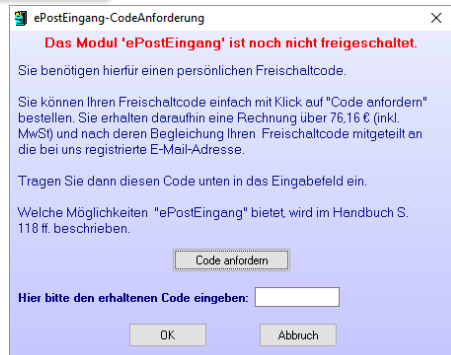 ePostEingang-CodeAnforderung
Das Modul 'ePostEingang' ist noch nicht freigeschaltet.
Sie benötigen hierfür einen persönlichen Freischaltcode.
Sie können Ihren Freischaltcode einfach mit Klick auf "Code anfordern"
bestellen. Sie erhalten daraufhin eine Rechnung über 76,16 € (inkl.
MwSt) und nach deren Begleichung Ihren Freischaltcode mitgeteilt an
die bei uns registrierte E-Mail-Adresse.
Tragen Sie dann diesen Code unten in das Eingabefeld ein.
Welche Möglichkeiten "ePostEingang" bietet, wird im Handbuch S.
118 ff. beschrieben.
Code anfordern
Hier bitte den erhaltenen Code eingeben:
OK Abbruch